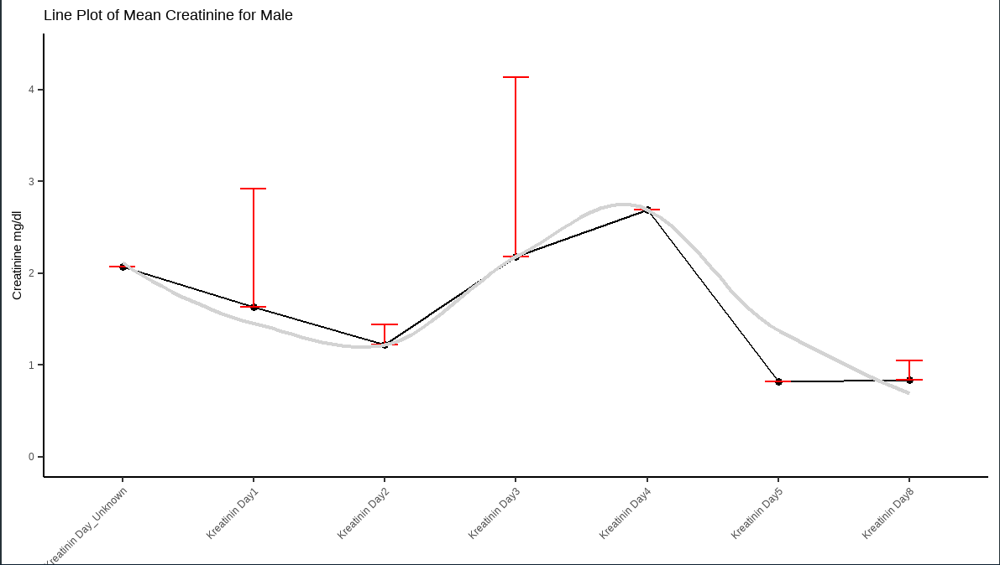 Line Plot of Mean Creatinine for Male
Creatinine mg/dl
4
3
2
1
0
Kreatinin Day_Unknown
Kreatinin Day1
Kreatinin Day2
Kreatinin Day3
Kreatinin Day4
Kreatinin Day5
Kreatinin Day8